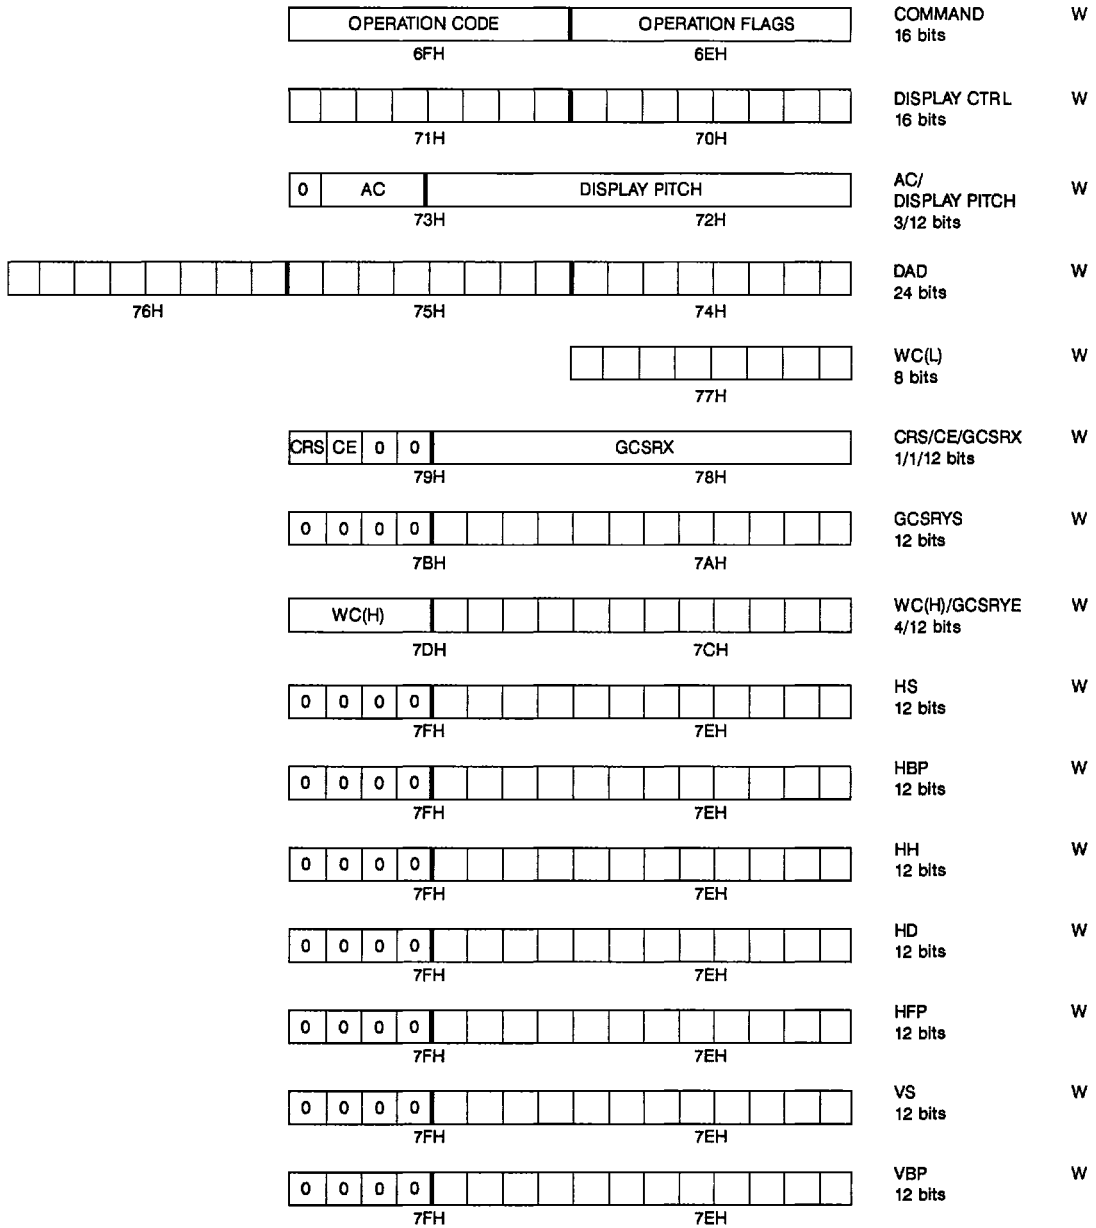 OPERATION CODE OPERATION FLAGS COMMAND W
16 bits
6FH 6EH
DISPLAY CTRL W
16 bits
71H 70H
0 AC DISPLAY PITCH AC/ W
DISPLAY PITCH
3/12 bits
73H 72H
DAD W
24 bits
76H 75H 74H
WC(L) W
8 bits
77H
CRS CE 0 0 GCSRX CRS/CE/GCSRX W
1/1/12 bits
79H 78H
0 0 0 0 GCSRYS W
12 bits
7BH 7AH
WC(H) WC(H)/GCSRYE W
4/12 bits
7DH 7CH
0 0 0 0 HS W
12 bits
7FH 7EH
0 0 0 0 HBP W
12 bits
7FH 7EH
0 0 0 0 HH W
12 bits
7FH 7EH
0 0 0 0 HD W
12 bits
7FH 7EH
0 0 0 0 HFP W
12 bits
7FH 7EH
0 0 0 0 VS W
12 bits
7FH 7EH
0 0 0 0 VBP W
12 bits
7FH 7EH